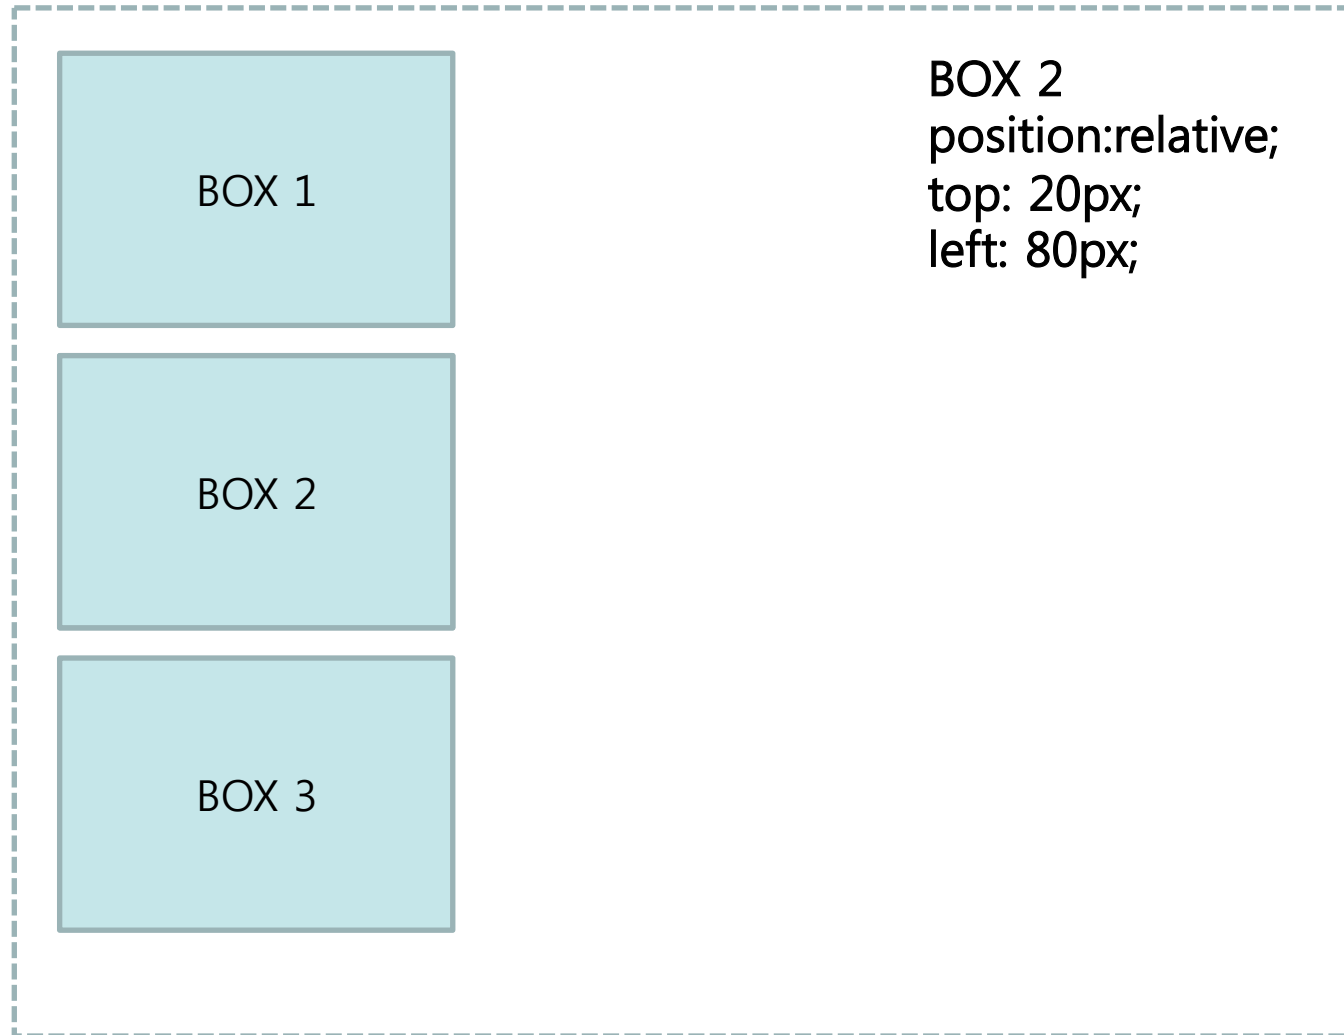 BOX 1
BOX 2
BOX 3
BOX 2
position:relative;
top: 20px;
left: 80px;